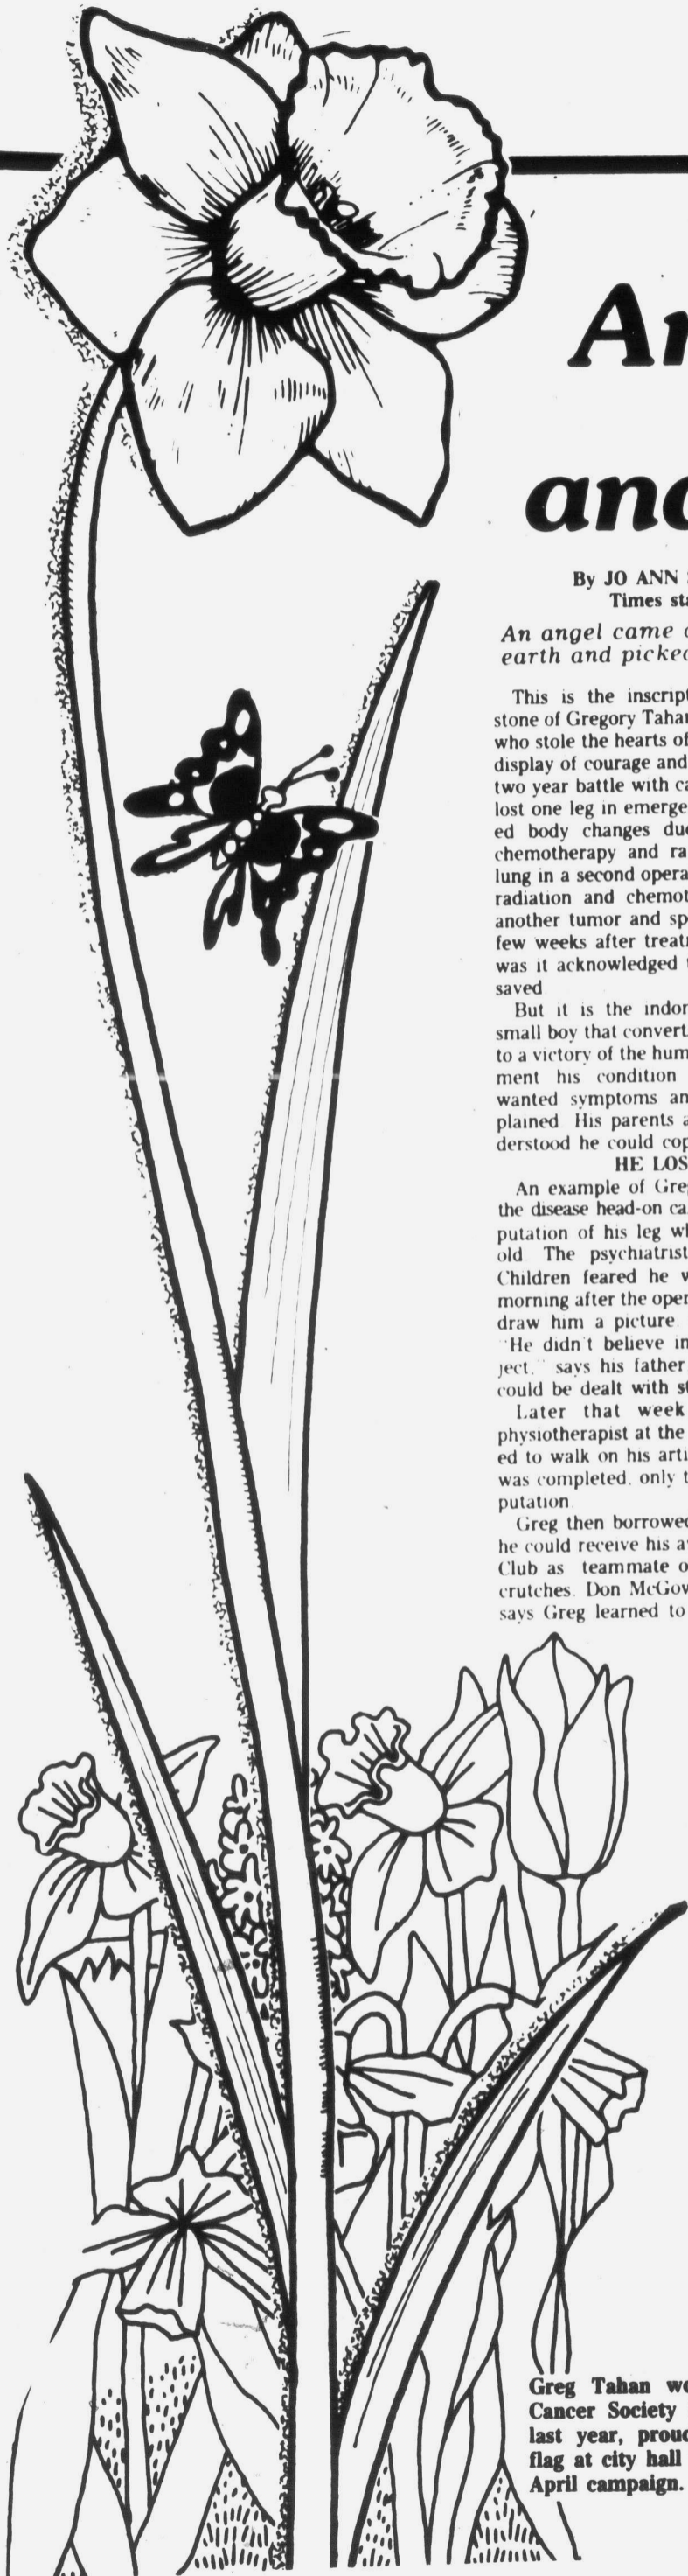 An
and
By JO ANN
Times sta
An angel came
earth and picked
This is the inscript
stone of Gregory Tahan
who stole the hearts of
display of courage and
two year battle with ca
lost one leg in emerge
ed body changes due
chemotherapy and ra
lung in a second opera
radiation and chemot
another tumor and sp
few weeks after treat
was it acknowledged
saved
But it is the indom
small boy that convert
to a victory of the hum
ment his condition
wanted symptoms an
plained His parents a
derstood he could cop
HE LOS
An example of Greg
the disease head-on ca
putation of his leg wh
old The psychiatrist
Children feared he w
morning after the oper
draw him a picture
"He didn't believe in
ject," says his father
could be dealt with st
Later that week
physiotherapist at the
ed to walk on his arti
was completed, only t
putation
Greg then borrowed
he could receive his a
Club as teammate o
crutches. Don McGov
says Greg learned to
Greg Tahan we
Cancer Society
last year, proud
flag at city hall
April campaign.